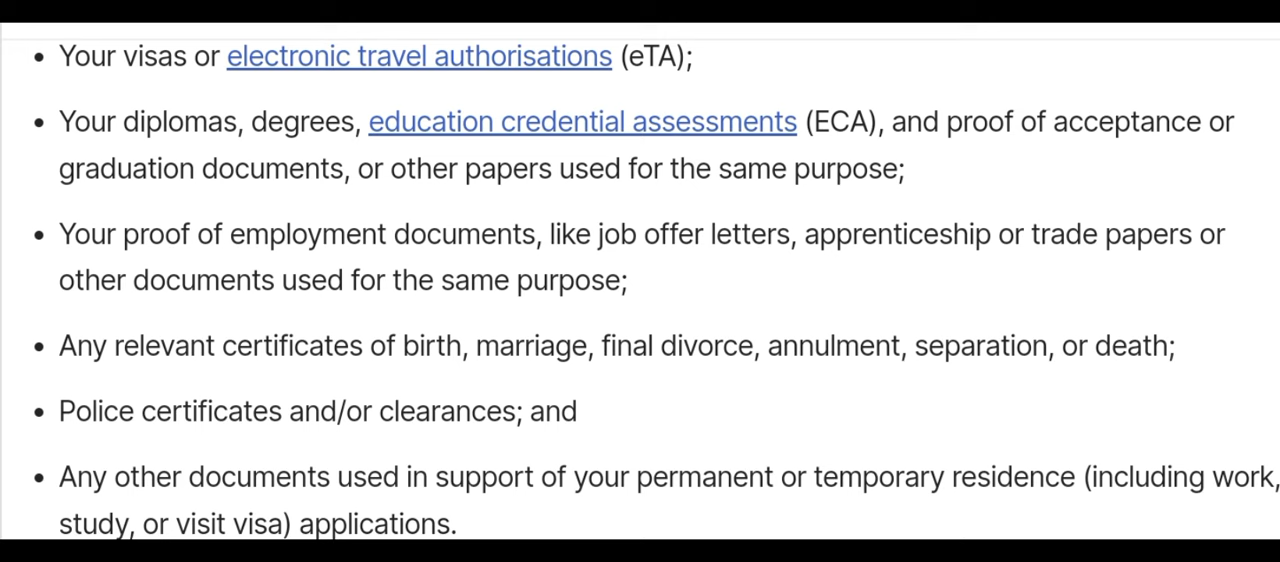 • Your visas or electronic travel authorisations (eTA);
• Your diplomas, degrees, education credential assessments (ECA), and proof of acceptance or
graduation documents, or other papers used for the same purpose;
• Your proof of employment documents, like job offer letters, apprenticeship or trade papers or
other documents used for the same purpose;
• Any relevant certificates of birth, marriage, final divorce, annulment, separation, or death;
• Police certificates and/or clearances; and
• Any other documents used in support of your permanent or temporary residence (including work,
study, or visit visa) applications.